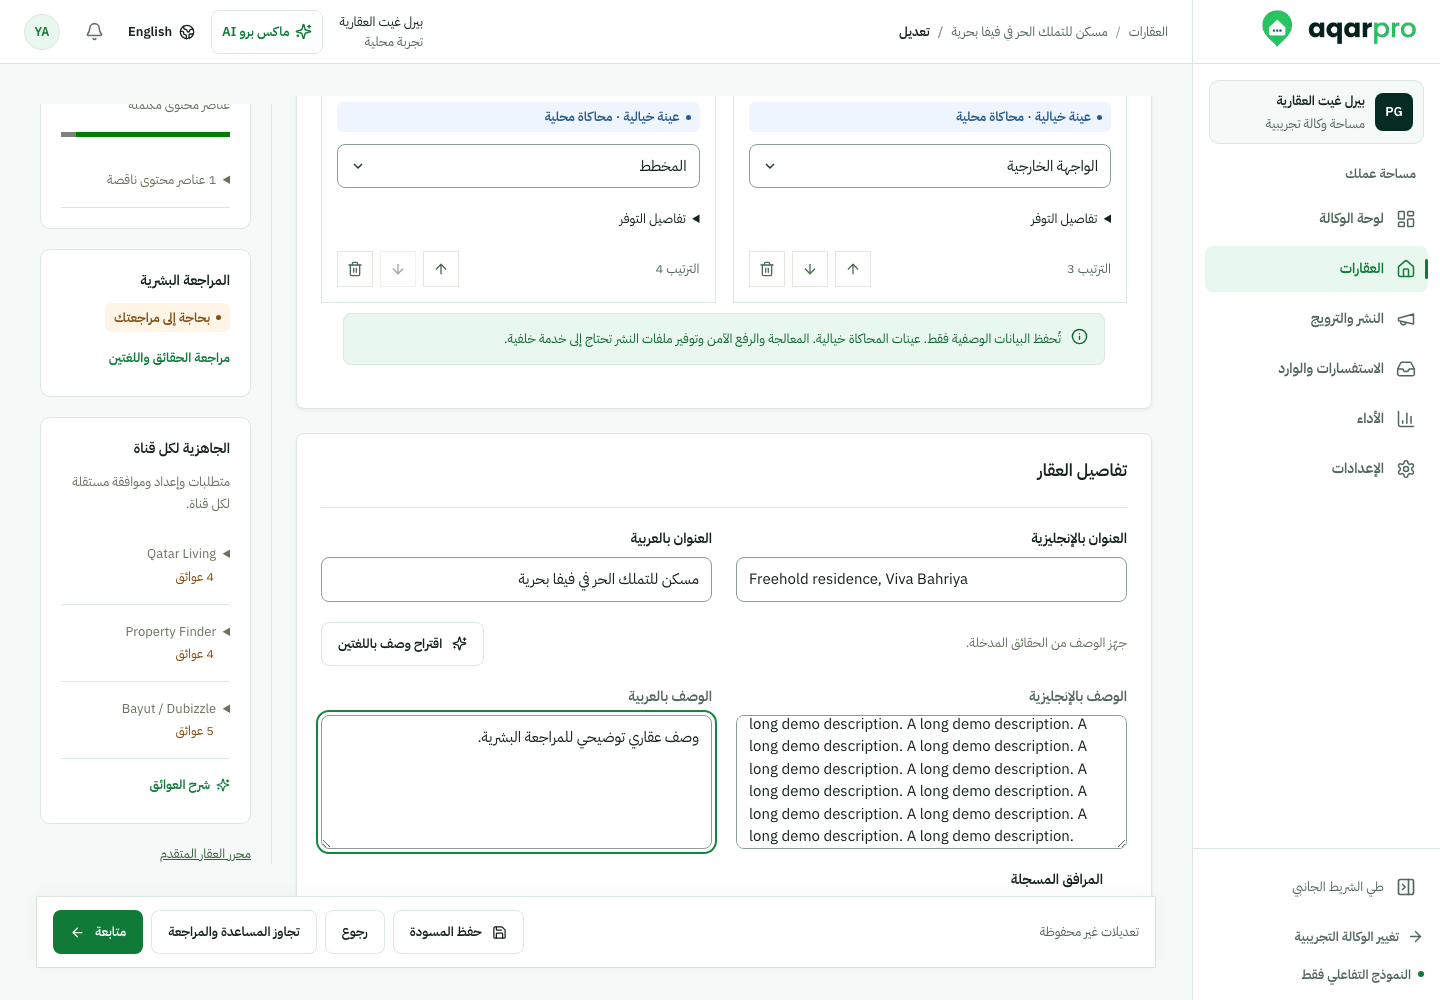 aqarpro
العقارات / مسكن للتملك الحر في فيفا بحرية / تعديل
بيرل غيت العقارية
تجربة محلية
ماكس برو AI
English
YA
PG
بيرل غيت العقارية
مساحة وكالة تجريبية
مساحة عملك
لوحة الوكالة
العقارات
النشر والترويج
الاستفسارات والوارد
الأداء
الإعدادات
طي الشريط الجانبي
تغيير الوكالة التجريبية
النموذج التفاعلي فقط
عينة خيالية · محاكاة محلية
الواجهة الخارجية
تفاصيل التوفر
الترتيب 3
عينة خيالية · محاكاة محلية
المخطط
تفاصيل التوفر
الترتيب 4
تُحفظ البيانات الوصفية فقط. عينات المحاكاة خيالية. المعالجة والرفع الآمن وتوفير ملفات النشر تحتاج إلى خدمة خلفية.
تفاصيل العقار
العنوان بالإنجليزية
Freehold residence, Viva Bahriya
العنوان بالعربية
مسكن للتملك الحر في فيفا بحرية
جهّز الوصف من الحقائق المدخلة.
اقتراح وصف باللغتين
الوصف بالإنجليزية
long demo description. A long demo description. A
long demo description. A long demo description. A
long demo description. A long demo description. A
long demo description. A long demo description. A
long demo description. A long demo description. A
long demo description. A long demo description.
الوصف بالعربية
وصف عقاري توضيحي للمراجعة البشرية.
المرافق المسجلة
عناصر محتوى مكتملة
1 عناصر محتوى ناقصة
المراجعة البشرية
بحاجة إلى مراجعتك
مراجعة الحقائق واللغتين
الجاهزية لكل قناة
متطلبات وإعداد وموافقة مستقلة
لكل قناة.
Qatar Living
4 عوائق
Property Finder
4 عوائق
Bayut / Dubizzle
5 عوائق
شرح العوائق
محرر العقار المتقدم
تعديلات غير محفوظة
حفظ المسودة
رجوع
تجاوز المساعدة والمراجعة
متابعة